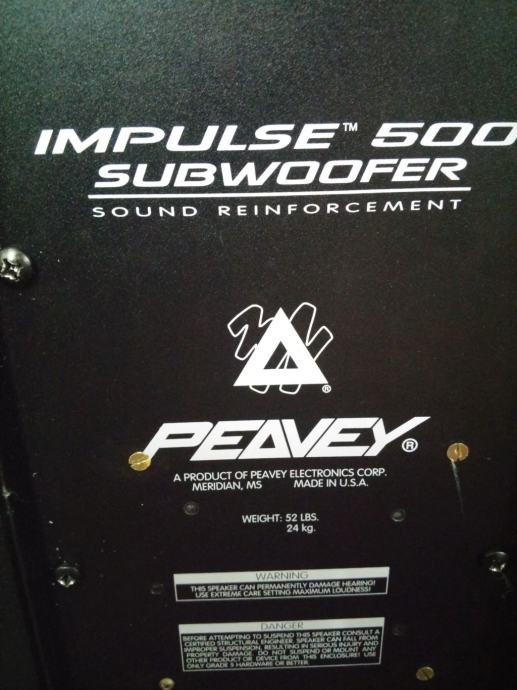 IMPULSE™ 500
SUBWOOFER
SOUND REINFORCEMENT
®
PEAVEY®
A PRODUCT OF PEAVEY ELECTRONICS CORP.
MERIDIAN, MS MADE IN U.S.A.
WEIGHT: 52 LBS.
24 kg.
WARNING
THIS SPEAKER CAN PERMANENTLY DAMAGE HEARING!
USE EXTREME CARE SETTING MAXIMUM LOUDNESS!
DANGER
BEFORE ATTEMPTING TO SUSPEND THIS SPEAKER CONSULT A
CERTIFIED STRUCTURAL ENGINEER. SPEAKER CAN FALL FROM
IMPROPER SUSPENSION, RESULTING IN SERIOUS INJURY AND
PROPERTY DAMAGE. DO NOT SUSPEND OR MOUNT ANY
OTHER PRODUCT OR DEVICE FROM THIS ENCLOSURE! USE
ONLY GRADE 5 HARDWARE OR BETTER.